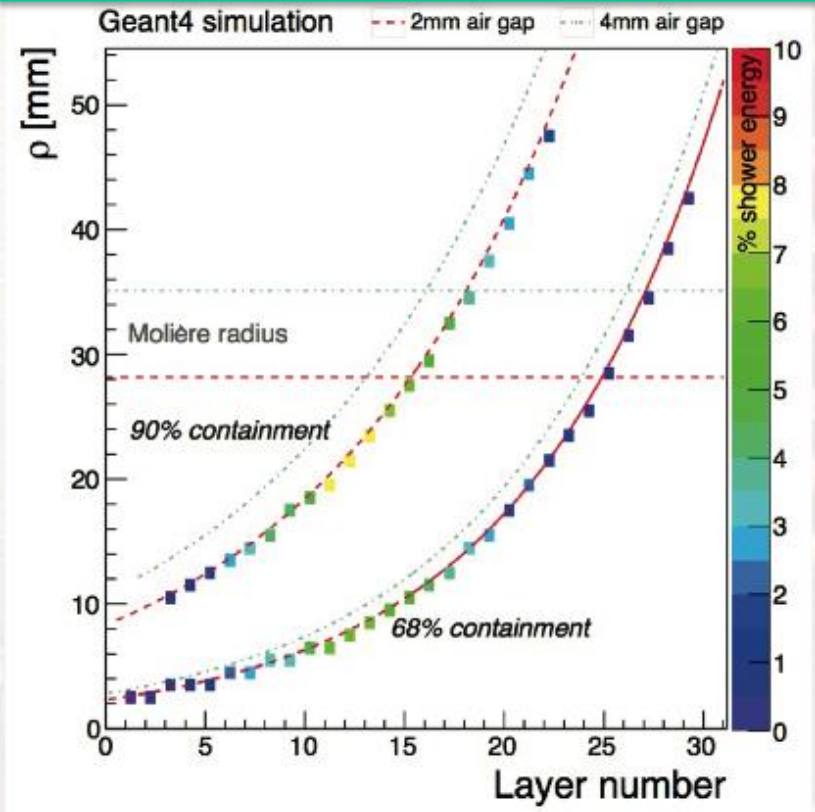 Geant4 simulation 2mm air gap 4mm air gap
ρ [mm]
50
40
30
20
10
0
Molière radius
90% containment
68% containment
0 5 10 15 20 25 30
Layer number
% shower energy
10
9
8
7
6
5
4
3
2
1
0